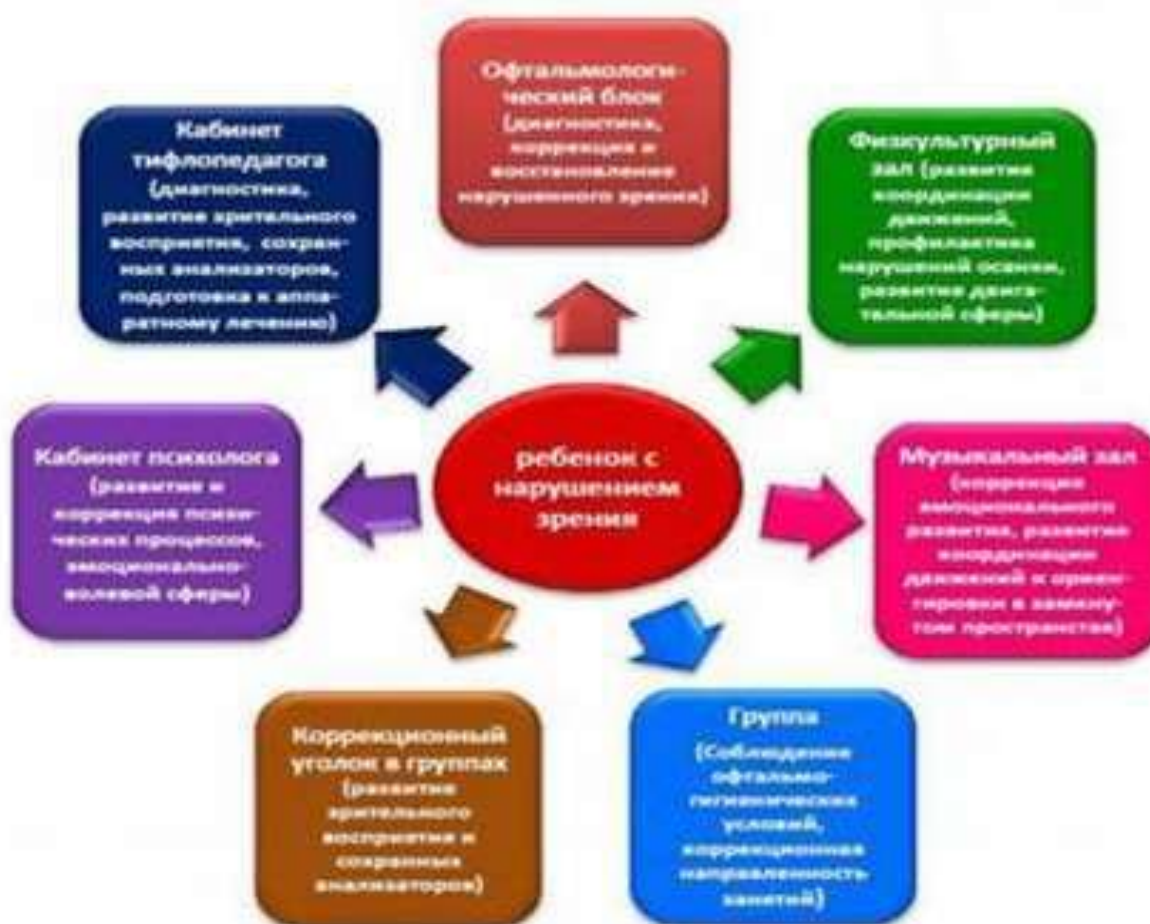 Офтальмологи-
ческий блок
(диагностика,
коррекция и
восстановление
нарушенного зрения)
Кабинет
тифлопедагога
(диагностика,
развитие зрительного
восприятия, сохран-
ных анализаторов,
подготовка к аппа-
ратному лечению)
Физкультурный
зал (развитие
координации
движений,
профилактика
нарушений осанки,
развитие двига-
тельной сферы)
Кабинет психолога
(развитие и
коррекция психи-
ческих процессов,
эмоционально-
волевой сферы)
ребенок с
нарушением
зрения
Музыкальный зал
(коррекция
эмоционального
развития, развитие
координации
движений и ориен-
тировки в замкну-
том пространстве)
Коррекционный
уголок в группах
(развитие
зрительного
восприятия и
сохранных
анализаторов)
Группа
(Соблюдение
офтальмо-
гигиенических
условий,
коррекционная
направленность
занятий)